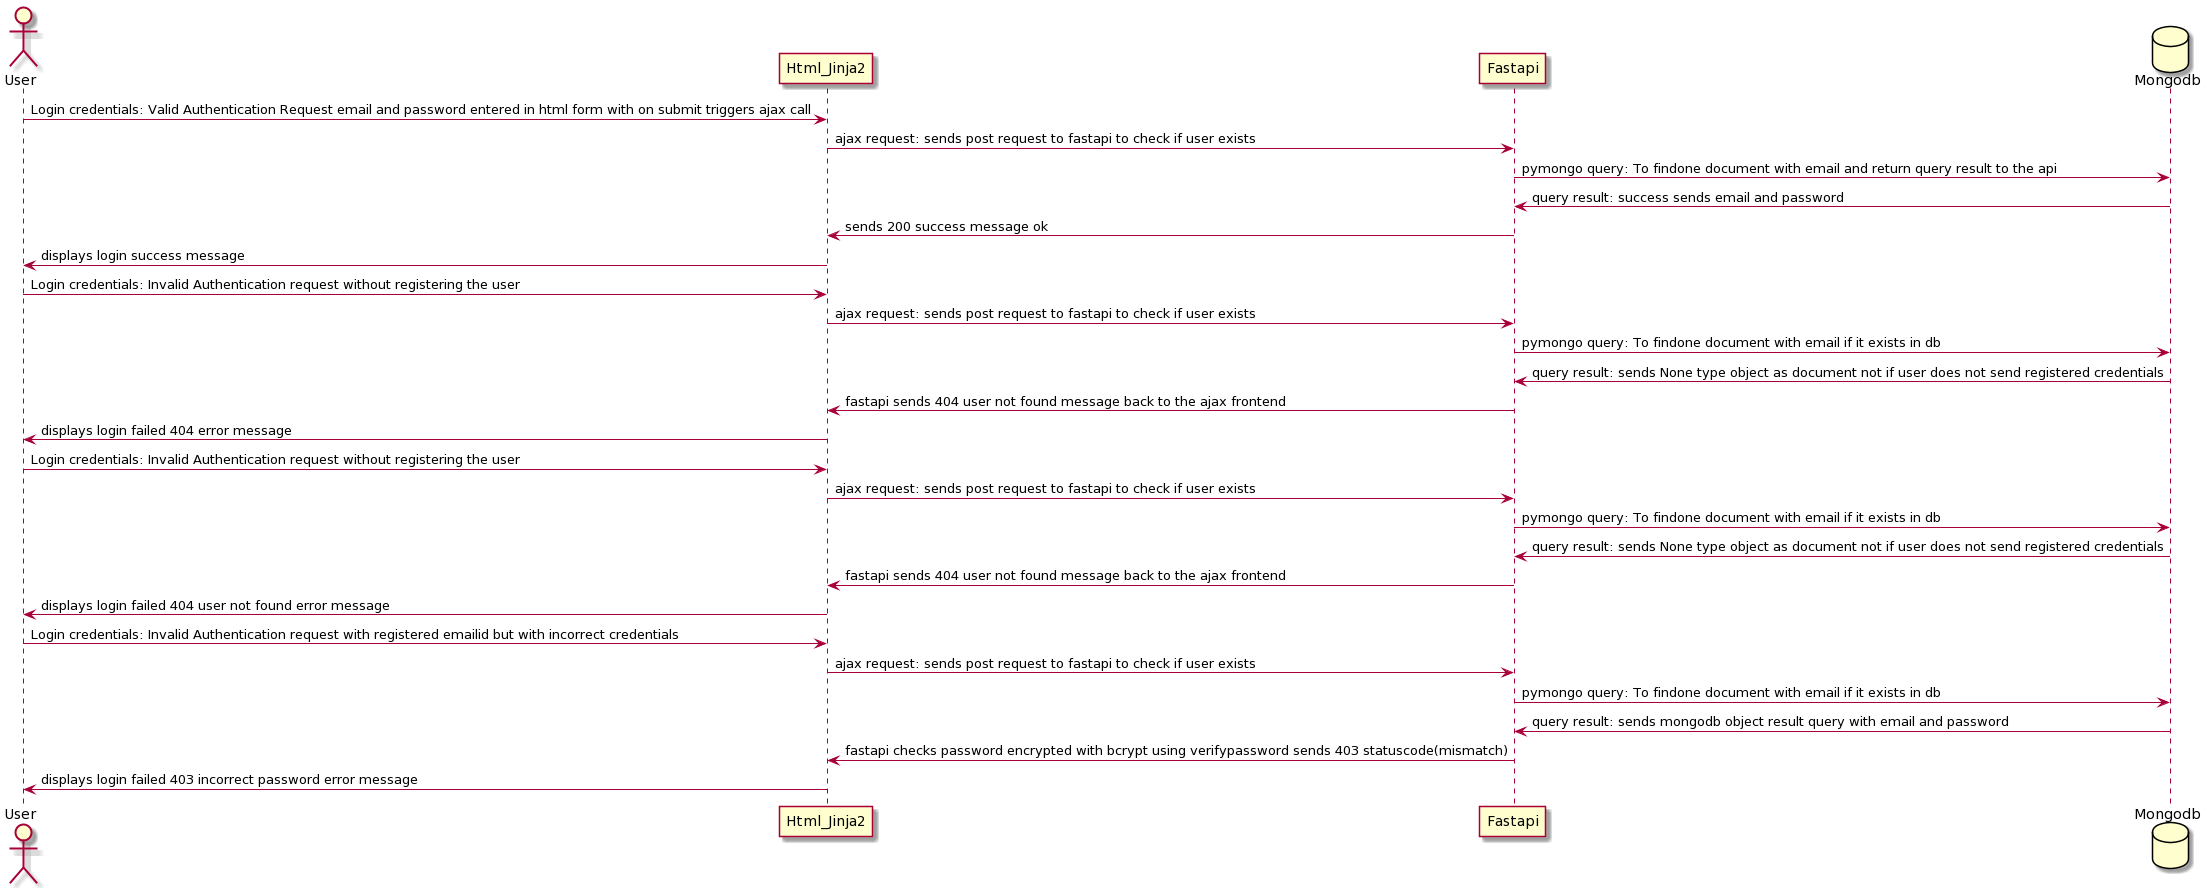 User
Html_Jinja2
Fastapi
Mongodb
Login credentials: Valid Authentication Request email and password entered in html form with on submit triggers ajax call
ajax request: sends post request to fastapi to check if user exists
pymongo query: To findone document with email and return query result to the api
query result: success sends email and password
sends 200 success message ok
displays login success message
Login credentials: Invalid Authentication request without registering the user
ajax request: sends post request to fastapi to check if user exists
pymongo query: To findone document with email if it exists in db
query result: sends None type object as document not if user does not send registered credentials
fastapi sends 404 user not found message back to the ajax frontend
displays login failed 404 error message
Login credentials: Invalid Authentication request without registering the user
ajax request: sends post request to fastapi to check if user exists
pymongo query: To findone document with email if it exists in db
query result: sends None type object as document not if user does not send registered credentials
fastapi sends 404 user not found message back to the ajax frontend
displays login failed 404 user not found error message
Login credentials: Invalid Authentication request with registered emailid but with incorrect credentials
ajax request: sends post request to fastapi to check if user exists
pymongo query: To findone document with email if it exists in db
query result: sends mongodb object result query with email and password
fastapi checks password encrypted with bcrypt using verifypassword sends 403 statuscode(mismatch)
displays login failed 403 incorrect password error message
User
Html_Jinja2
Fastapi
Mongodb